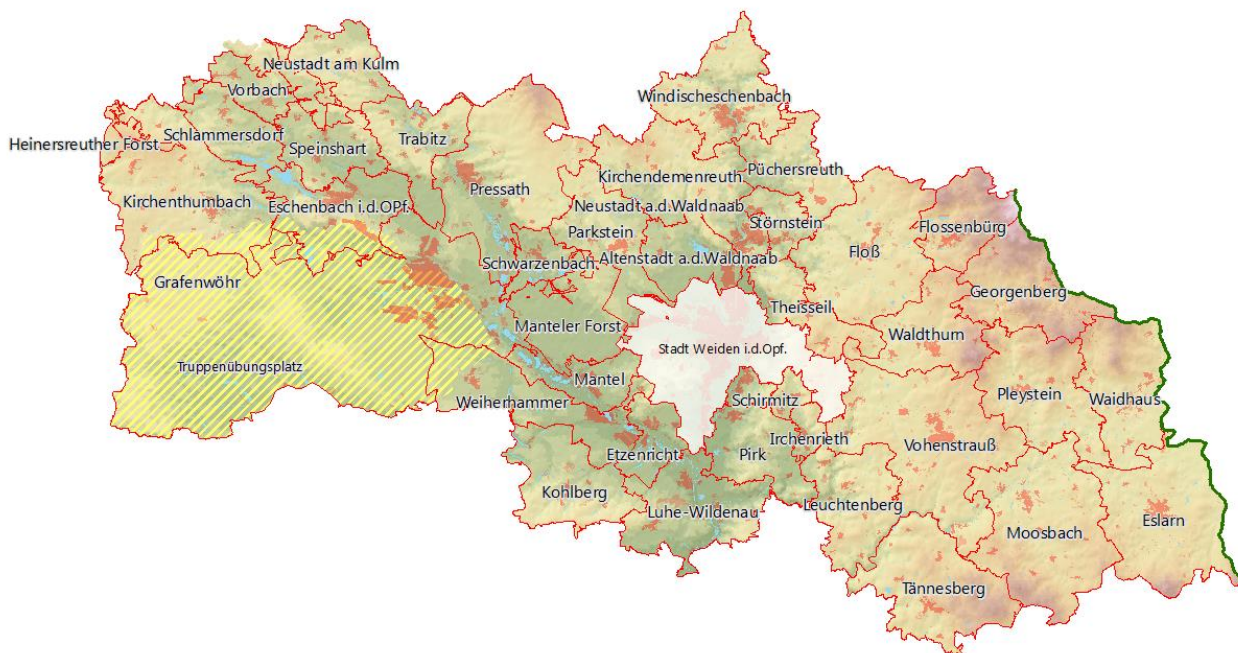 Neustadt am Kulm
Vorbach
Windischeschenbach
Heinersreuther Forst
Schlammersdorf
Speinshart
Trabitz
Püchersreuth
Kirchendemenreuth
Pressath
Kirchenthumbach
Eschenbach i.d.OPf.
Neustadt a.d.Waldnaab
Störnstein
Flossenbürg
Parkstein
Floß
Schwarzenbach
Altenstadt a.d.Waldnaab
Grafenwöhr
Georgenberg
Theisseil
Manteler Forst
Waldthurn
Stadt Weiden i.d.Opf.
Truppenübungsplatz
Mantel
Pleystein
Waidhaus
Weiherhammer
Schirmitz
Irchenrieth
Vohenstrauß
Etzenricht
Pirk
Kohlberg
Leuchtenberg
Luhe-Wildenau
Eslarn
Moosbach
Tännesberg